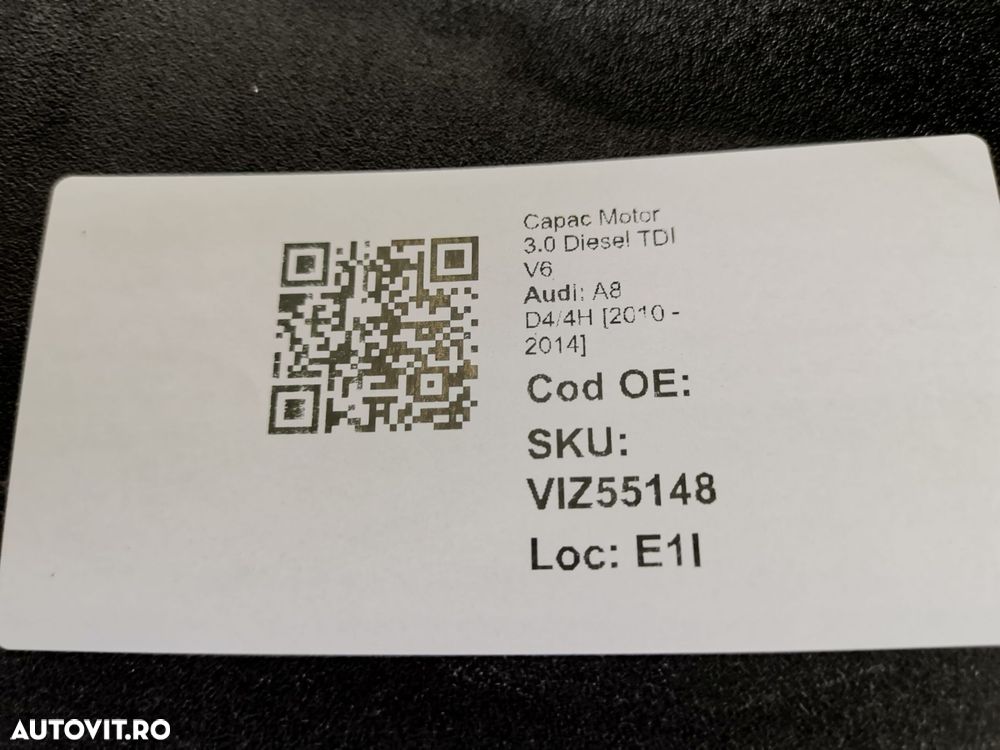 Capac Motor
3.0 Diesel TDI
V6
Audi: A8
D4/4H [2010 -
2014]
Cod OE:
SKU:
VIZ55148
Loc: E1I
AUTOVIT.RO